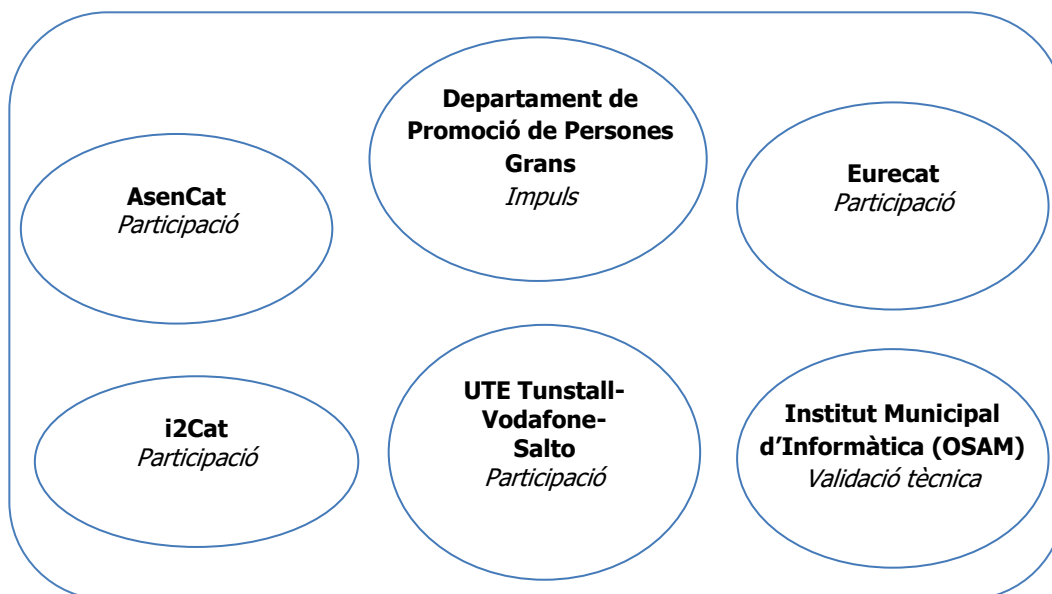 Departament de
Promoció de Persones
Grans
Impuls
AsenCat
Participació
Eurecat
Participació
i2Cat
Participació
UTE Tunstall-
Vodafone-
Salto
Participació
Institut Municipal
d’Informàtica (OSAM)
Validació tècnica